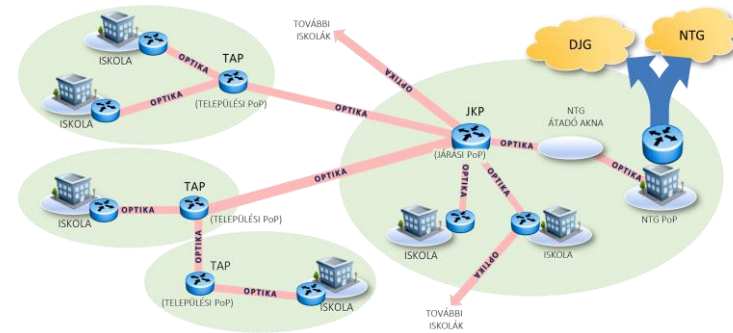 TOVÁBBI
ISKOLÁK
DJG
NTG
ISKOLA
OPTIKA
TAP
(TELEPÜLÉSI PoP)
OPTIKA
ISKOLA
OPTIKA
OPTIKA
JKP
(JÁRÁSI PoP)
OPTIKA
NTG
ÁTADÓ AKNA
OPTIKA
NTG PoP
OPTIKA
TAP
(TELEPÜLÉSI PoP)
OPTIKA
ISKOLA
OPTIKA
TAP
(TELEPÜLÉSI PoP)
OPTIKA
ISKOLA
OPTIKA
OPTIKA
ISKOLA
ISKOLA
OPTIKA
TOVÁBBI
ISKOLÁK